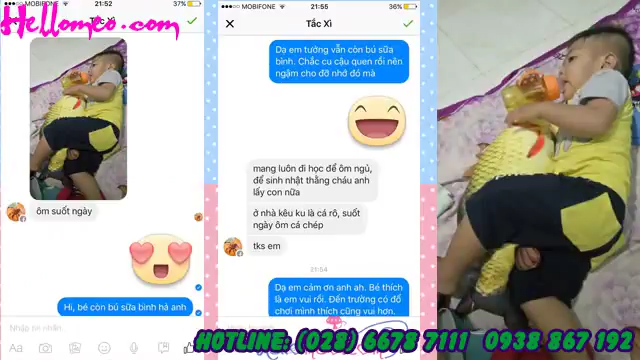 Hellomeo.com
MOBIFONE 21:52 37%
Tắc Xì
ôm suốt ngày
Hi, bé còn bú sữa bình hả anh
Nhập tin nhắn...
Aa
MOBIFONE 21:55 36%
Tắc Xì
Dạ em tưởng vẫn còn bú sữa
bình. Chắc cu cậu quen rồi nên
ngậm cho đỡ nhớ đó mà
mang luôn đi học để ôm ngủ,
để sinh nhật thằng cháu anh
lấy con nữa
ở nhà kêu ku là cá rô, suốt
ngày ôm cá chép
tks em
21:54
Dạ em cảm ơn anh ah. Bé thích
là em vui rồi. Đến trường có đồ
chơi mình thích cũng vui hơn.
HOTLINE: (028) 6678 7111 0938 867 192